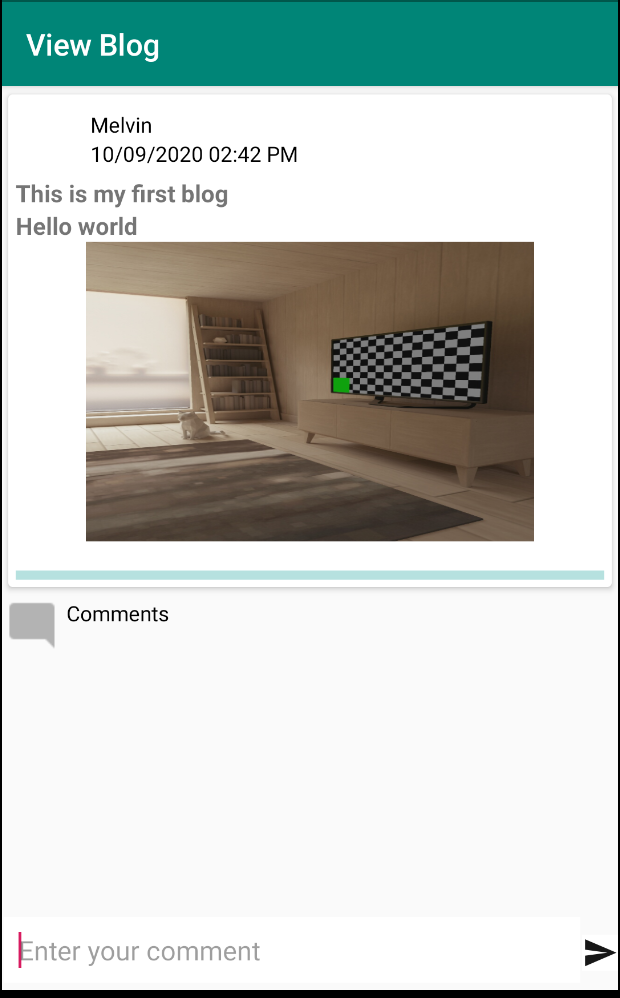 View Blog
Melvin
10/09/2020 02:42 PM
This is my first blog
Hello world
Comments
Enter your comment